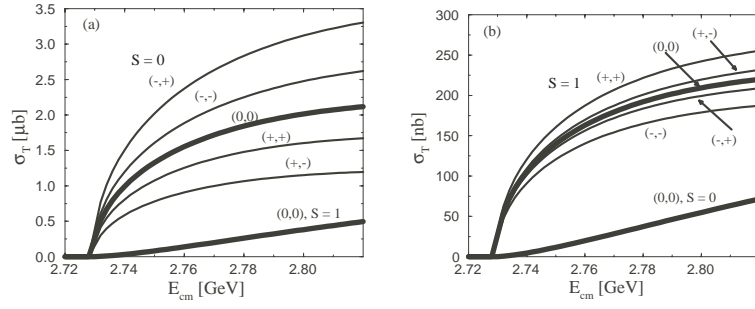 (a)
S = 0
(-,+)
(-,-)
(0,0)
(+,+)
(+,-)
(0,0), S = 1
σT [μb]
3.5
3.0
2.5
2.0
1.5
1.0
0.5
0.0
2.72 2.74 2.76 2.78 2.80
Ecm [GeV]
(b)
(+,-)
(0,0)
(+,+)
S = 1
(-,+)
(-,-)
(0,0), S = 0
σT [nb]
300
250
200
150
100
50
0
2.72 2.74 2.76 2.78 2.80
Ecm [GeV]